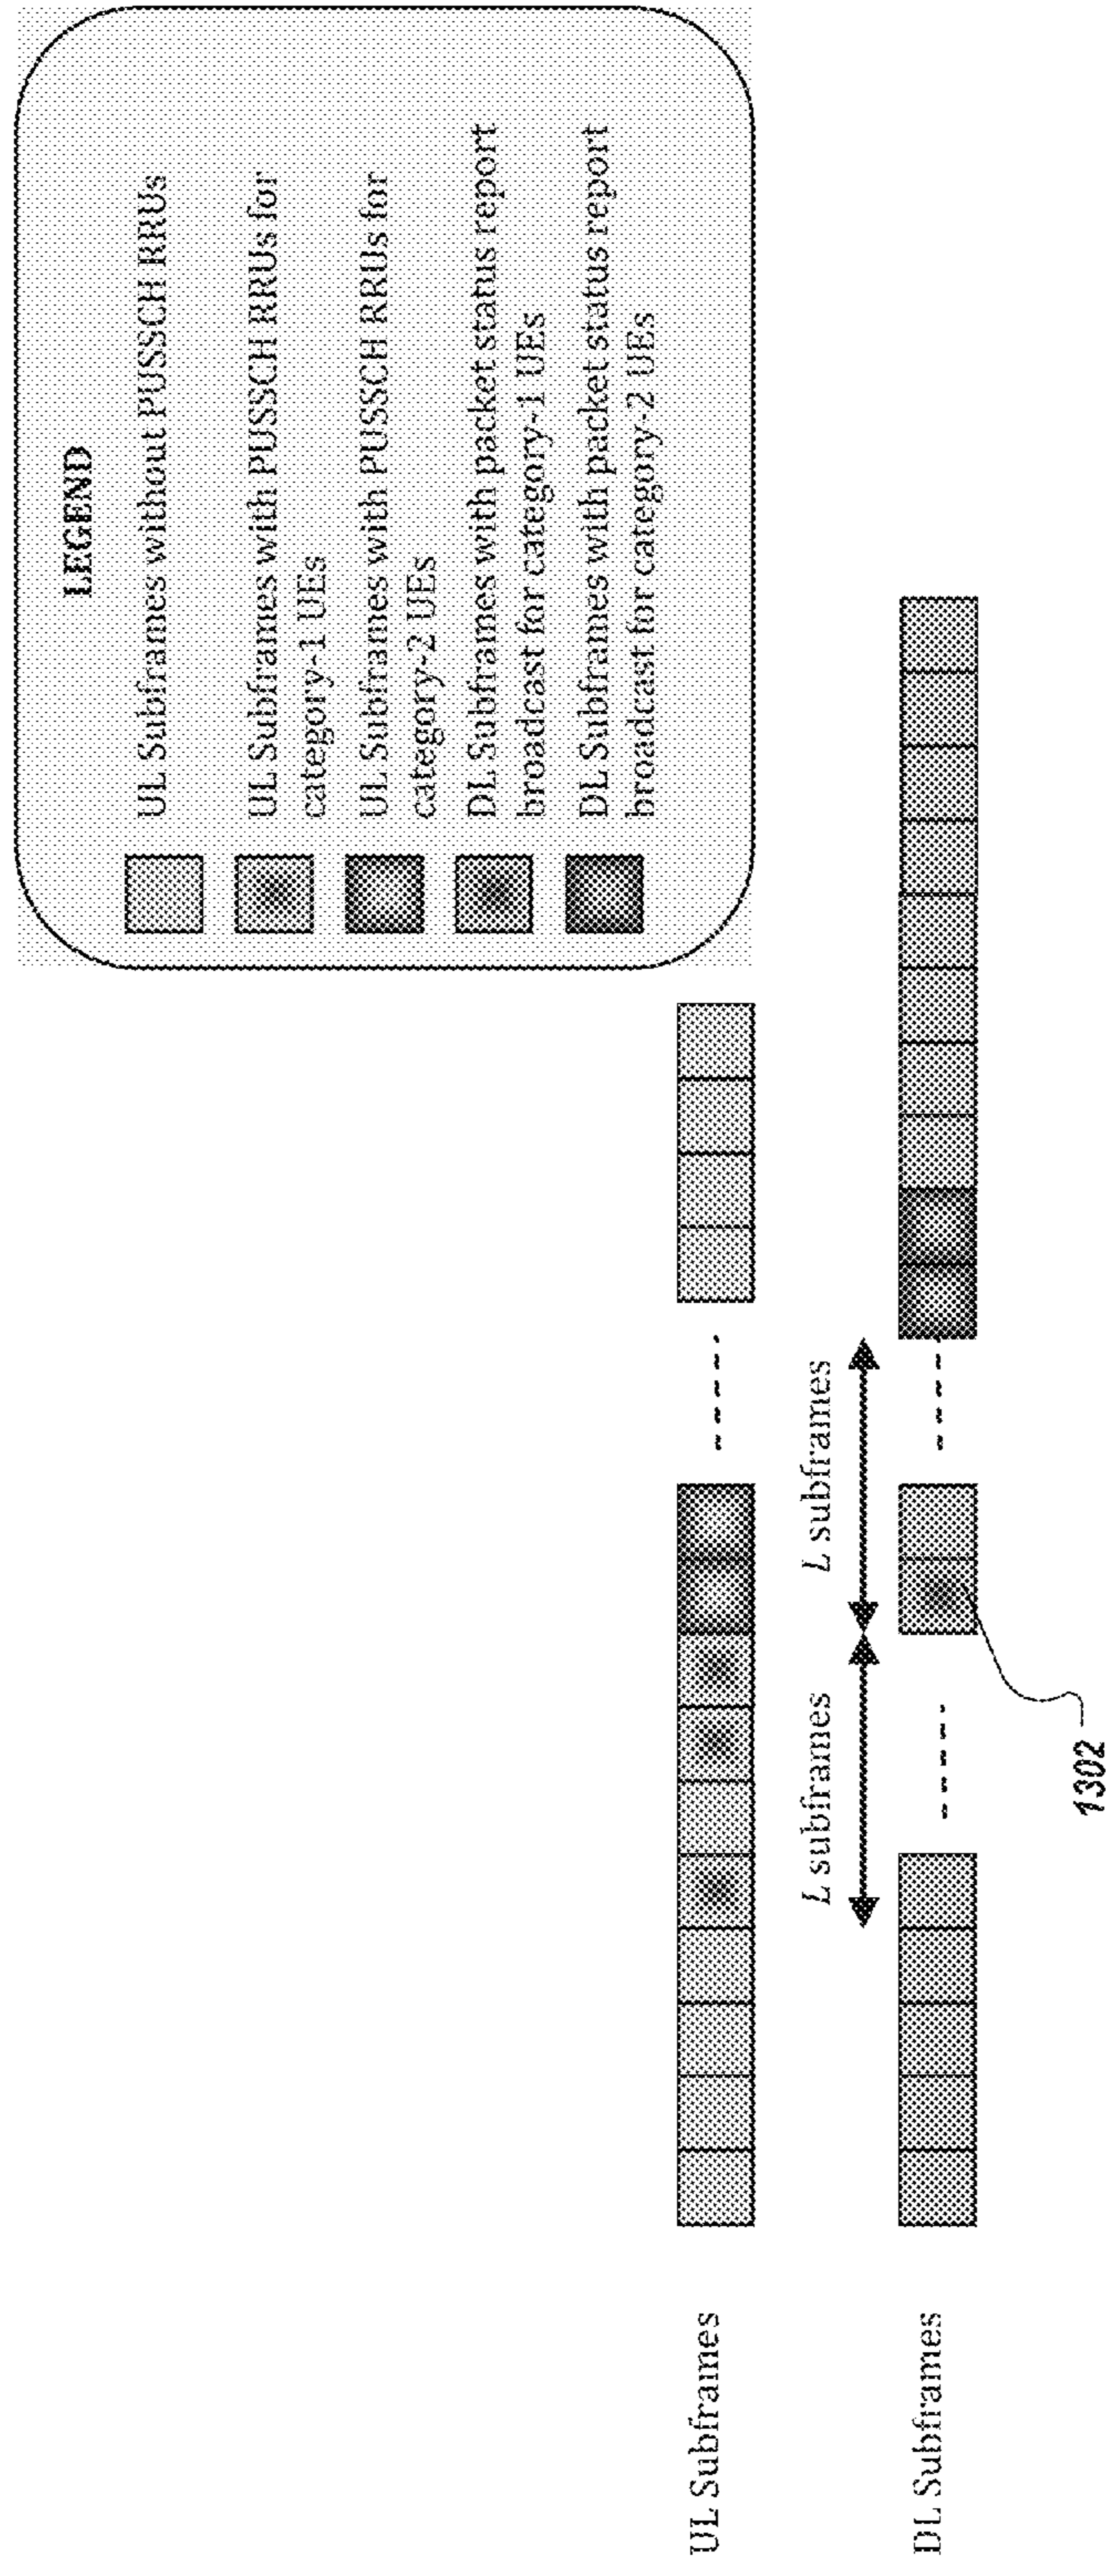 LEGEND
UL Subframes without PUSSCH RRUs
UL Subframes with PUSSCH RRUs for
category-1 UEs
UL Subframes with PUSSCH RRUs for
category-2 UEs
DL Subframes with packet status report
broadcast for category-1 UEs
DL Subframes with packet status report
broadcast for category-2 UEs
UL Subframes
L subframes
L subframes
DL Subframes
1302